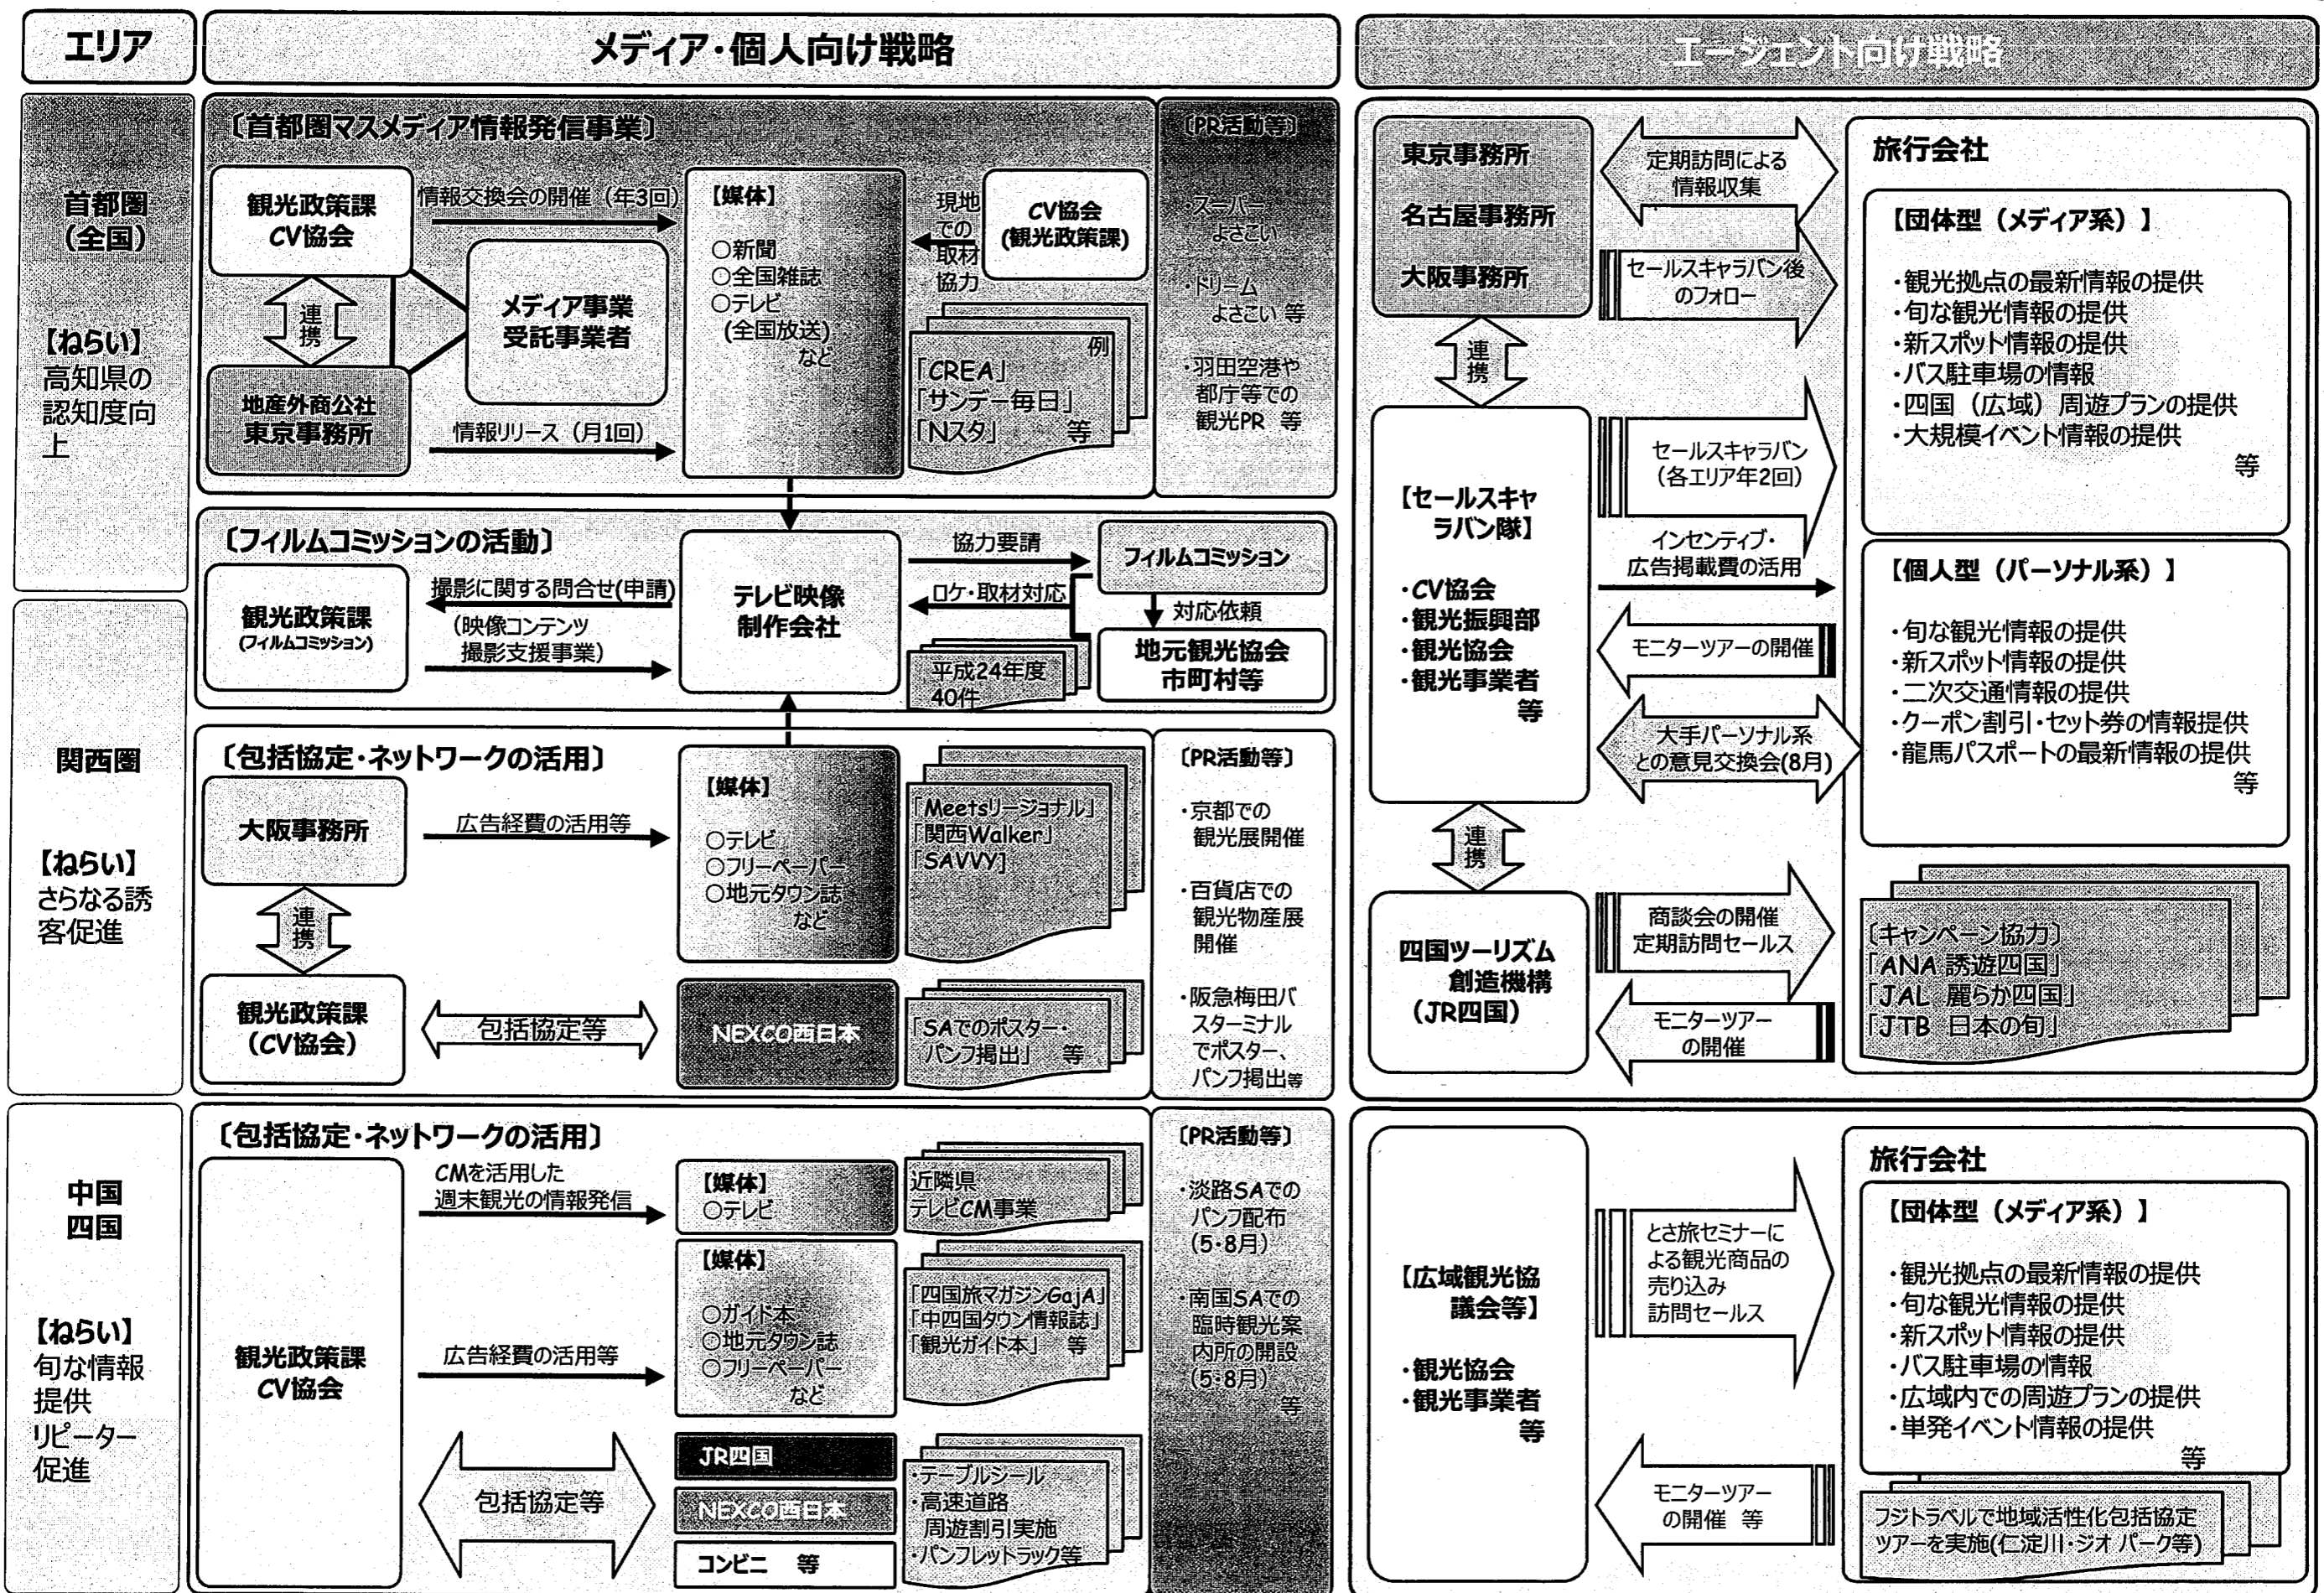 エリア
メディア・個人向け戦略
エージェント向け戦略
首都圏
（全国）
【ねらい】
高知県の
認知度向
上
〔首都圏マスメディア情報発信事業〕
観光政策課
CV協会
連携
地産外商公社
東京事務所
情報交換会の開催（年3回）
メディア事業
受託事業者
情報リリース（月1回）
【媒体】
○新聞
○全国雑誌
○テレビ
(全国放送)
など
現地
での
取材
協力
CV協会
(観光政策課)
例
「CREA」
「サンデー毎日」
「Nスタ」 等
〔PR活動等〕
・スーパー
よさこい
・ドリーム
よさこい 等
・羽田空港や
都庁等での
観光PR 等
〔フィルムコミッションの活動〕
観光政策課
(フィルムコミッション)
撮影に関する問合せ(申請)
(映像コンテンツ
撮影支援事業)
テレビ映像
制作会社
協力要請
ロケ・取材対応
フィルムコミッション
対応依頼
地元観光協会
市町村等
平成24年度
40件
関西圏
【ねらい】
さらなる誘
客促進
〔包括協定・ネットワークの活用〕
大阪事務所
連携
観光政策課
（CV協会）
広告経費の活用等
包括協定等
【媒体】
○テレビ
○フリーペーパー
○地元タウン誌
など
「Meetsリージョナル」
「関西Walker」
「SAVVY]
NEXCO西日本
「SAでのポスター・
パンフ掲出」 等
〔PR活動等〕
・京都での
観光展開催
・百貨店での
観光物産展
開催
・阪急梅田バ
スターミナル
でポスター、
パンフ掲出等
中国
四国
【ねらい】
旬な情報
提供
リピーター
促進
〔包括協定・ネットワークの活用〕
観光政策課
CV協会
CMを活用した
週末観光の情報発信
広告経費の活用等
包括協定等
【媒体】
○テレビ
近隣県
テレビCM事業
【媒体】
○ガイド本
○地元タウン誌
○フリーペーパー
など
「四国旅マガジンGajA」
「中四国タウン情報誌」
「観光ガイド本」 等
JR四国
NEXCO西日本
コンビニ 等
・テーブルシール
・高速道路
周遊割引実施
・パンフレットラック等
〔PR活動等〕
・淡路SAでの
パンフ配布
(5・8月)
・南国SAでの
臨時観光案
内所の開設
(5・8月)
等
東京事務所
名古屋事務所
大阪事務所
連携
【セールスキャ
ラバン隊】
・CV協会
・観光振興部
・観光協会
・観光事業者
等
連携
四国ツーリズム
創造機構
（JR四国）
定期訪問による
情報収集
セールスキャラバン後
のフォロー
セールスキャラバン
（各エリア年2回）
インセンティブ・
広告掲載費の活用
モニターツアーの開催
大手パーソナル系
との意見交換会(8月)
商談会の開催
定期訪問セールス
モニターツアー
の開催
旅行会社
【団体型（メディア系）】
・観光拠点の最新情報の提供
・旬な観光情報の提供
・新スポット情報の提供
・バス駐車場の情報
・四国（広域）周遊プランの提供
・大規模イベント情報の提供
等
【個人型（パーソナル系）】
・旬な観光情報の提供
・新スポット情報の提供
・二次交通情報の提供
・クーポン割引・セット券の情報提供
・龍馬パスポートの最新情報の提供
等
〔キャンペーン協力〕
「ANA 誘遊四国」
「JAL 麗らか四国」
「JTB 日本の旬」
【広域観光協
議会等】
・観光協会
・観光事業者
等
とさ旅セミナーに
よる観光商品の
売り込み
訪問セールス
モニターツアー
の開催 等
旅行会社
【団体型（メディア系）】
・観光拠点の最新情報の提供
・旬な観光情報の提供
・新スポット情報の提供
・バス駐車場の情報
・広域内での周遊プランの提供
・単発イベント情報の提供
等
フジトラベルで地域活性化包括協定
ツアーを実施(仁淀川・ジオ パーク等)